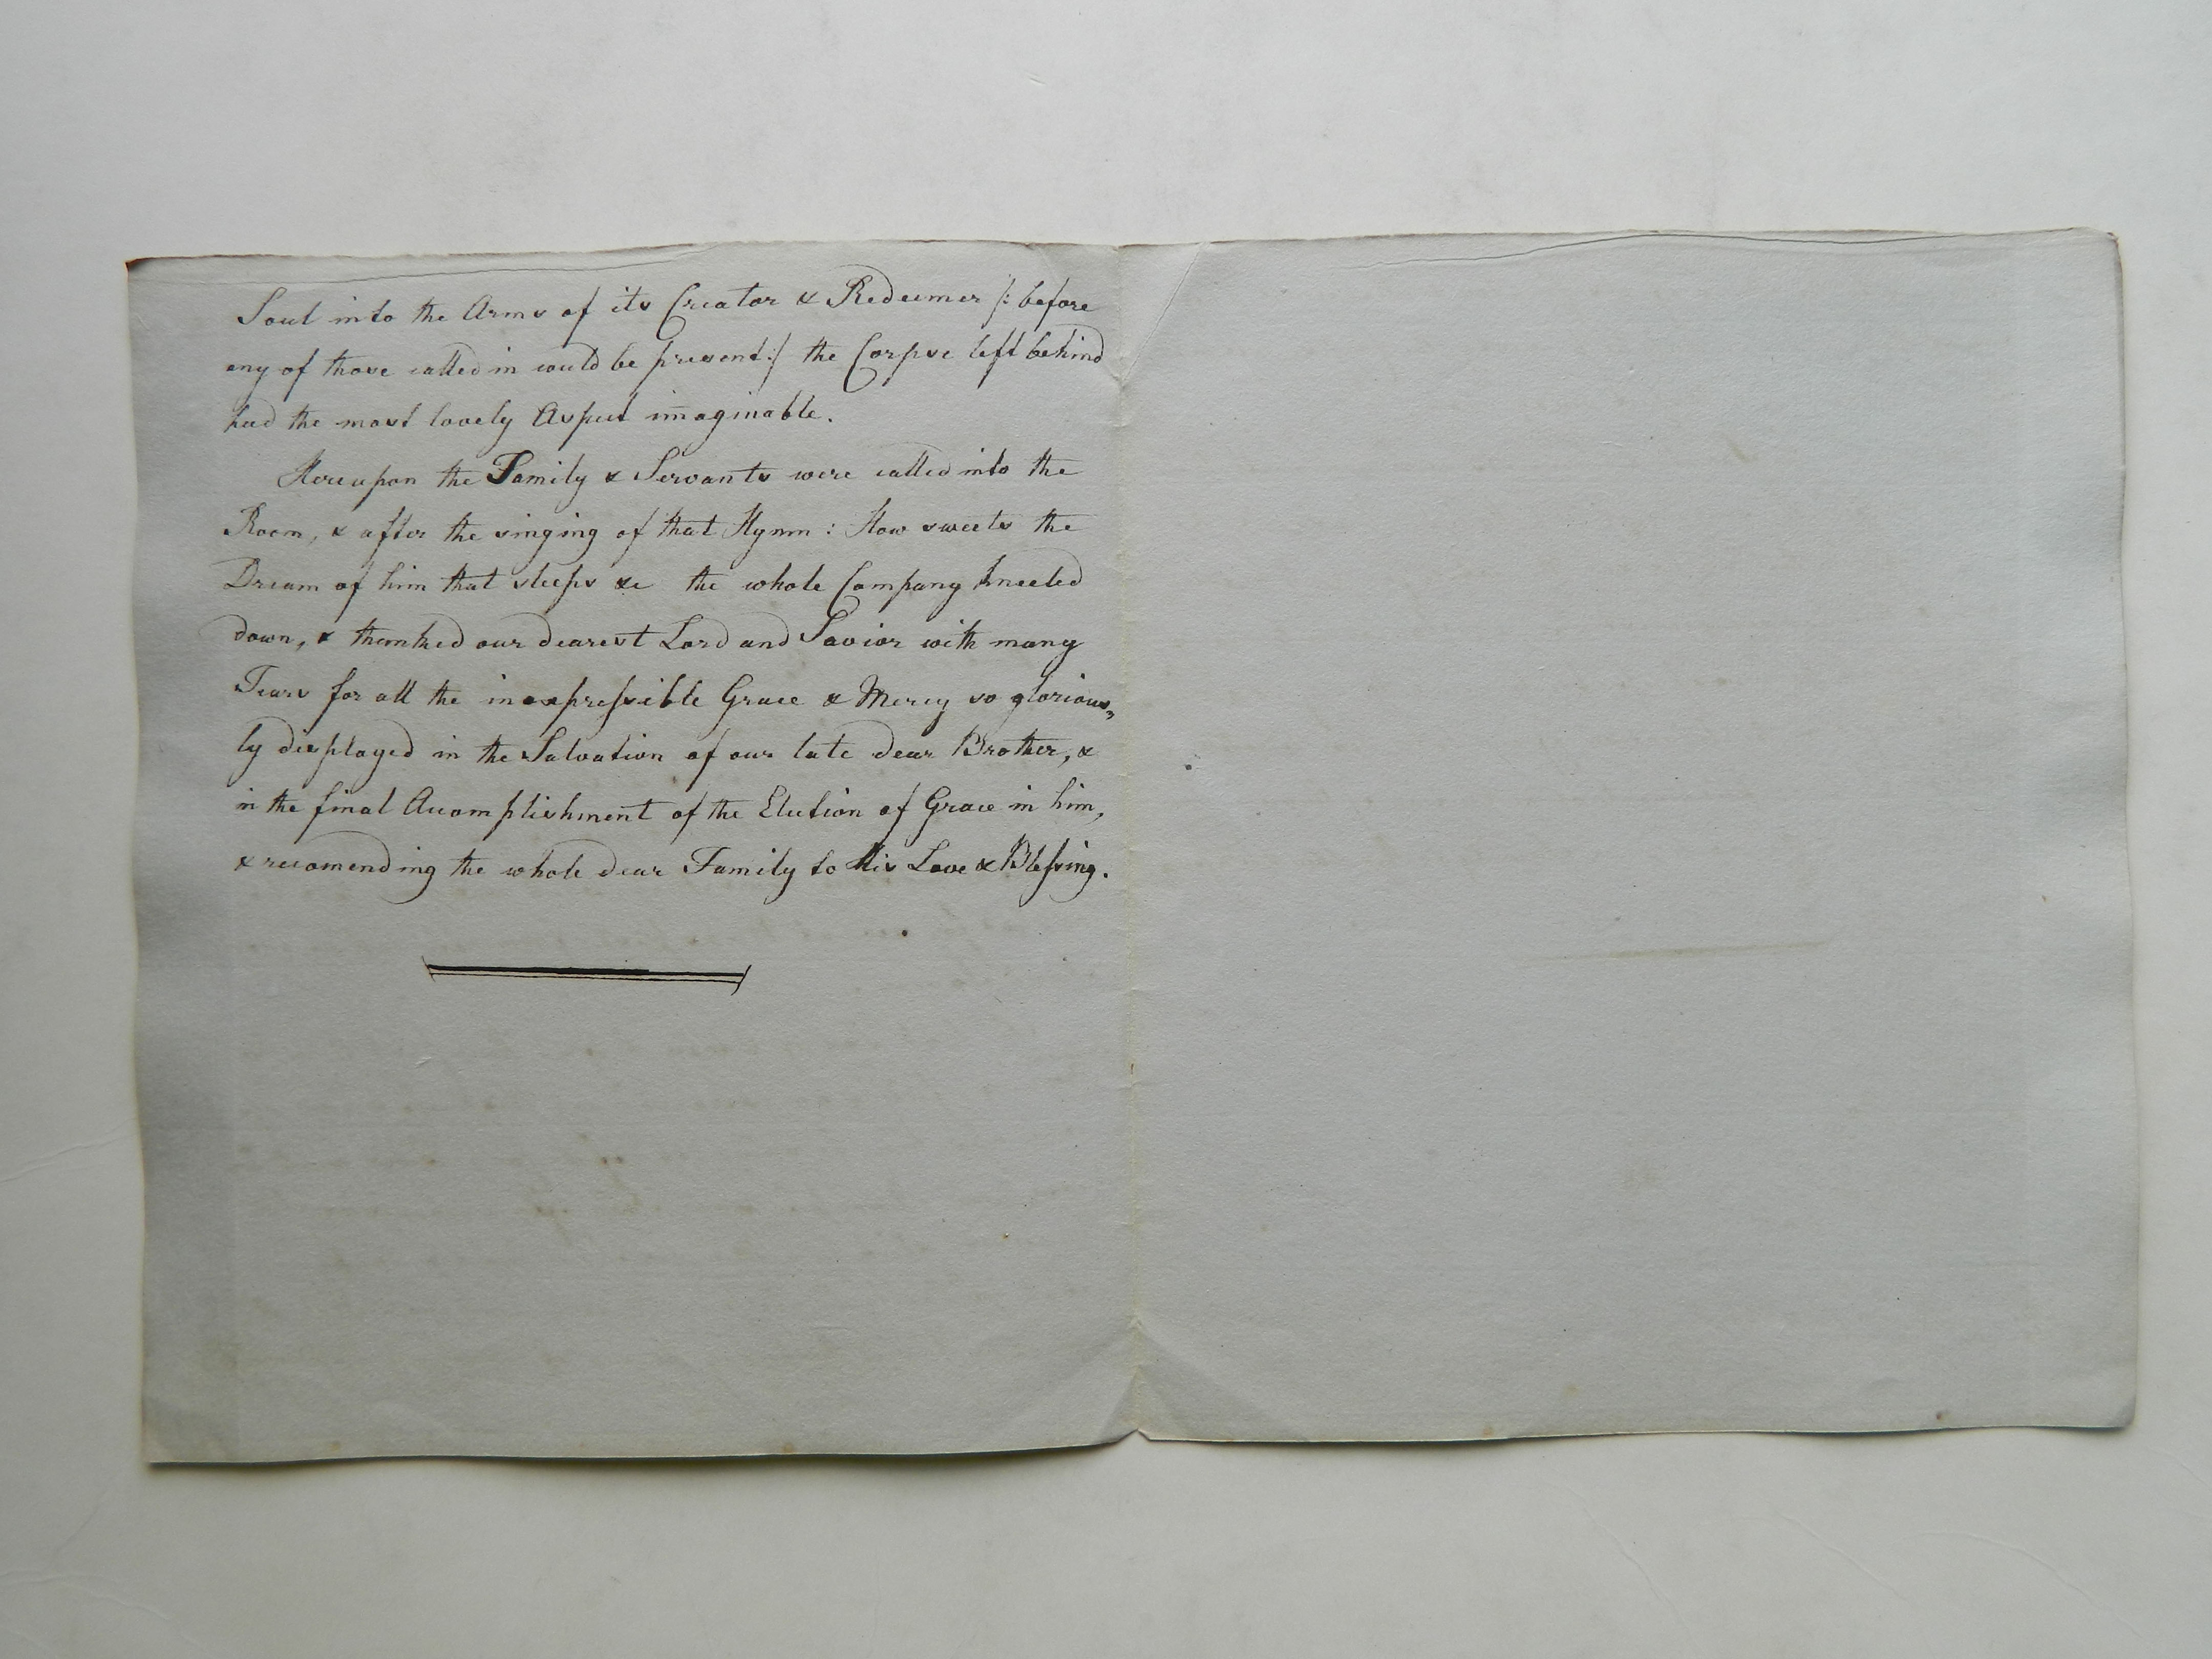 Soul into the Arms of its Creator & Redeemer /: before
any of those called in could be present :/ the Corpse left behind
had the most lovely Aspect im̄aginable.
Hereupon the Family & Servants were called into the
Room, & after the singing of that Hymn : How sweets the
Dream of him that sleeps &c the whole Company kneeled
down, & thanked our dearest Lord and Savior with many
Tears for all the inexpressible Grace & Mercy so glorious„
ly displayed in the Salvation of our late dear Brother, &
in the final Accomplishment of the Election of Grace in him,
& recomending the whole dear Family to His Love & Blessing.